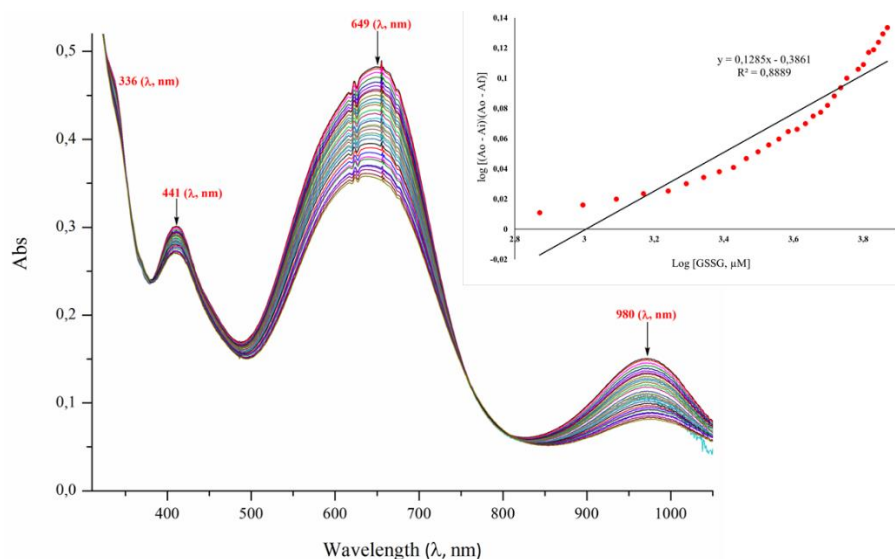 649 (λ, nm)
0,5
336 (λ, nm)
0,4
441 (λ, nm)
0,3
980 (λ, nm)
0,2
0,1
0,0
Abs
400
500
600
700
800
900
1000
Wavelength (λ, nm)
0,14
0,12
0,1
0,08
0,06
0,04
0,02
0
-0,02
log [(Ao - Ai)/(Ao - Af)]
y = 0,1285x - 0,3861
R² = 0,8889
2,8
3
3,2
3,4
3,6
3,8
Log [GSSG, µM]